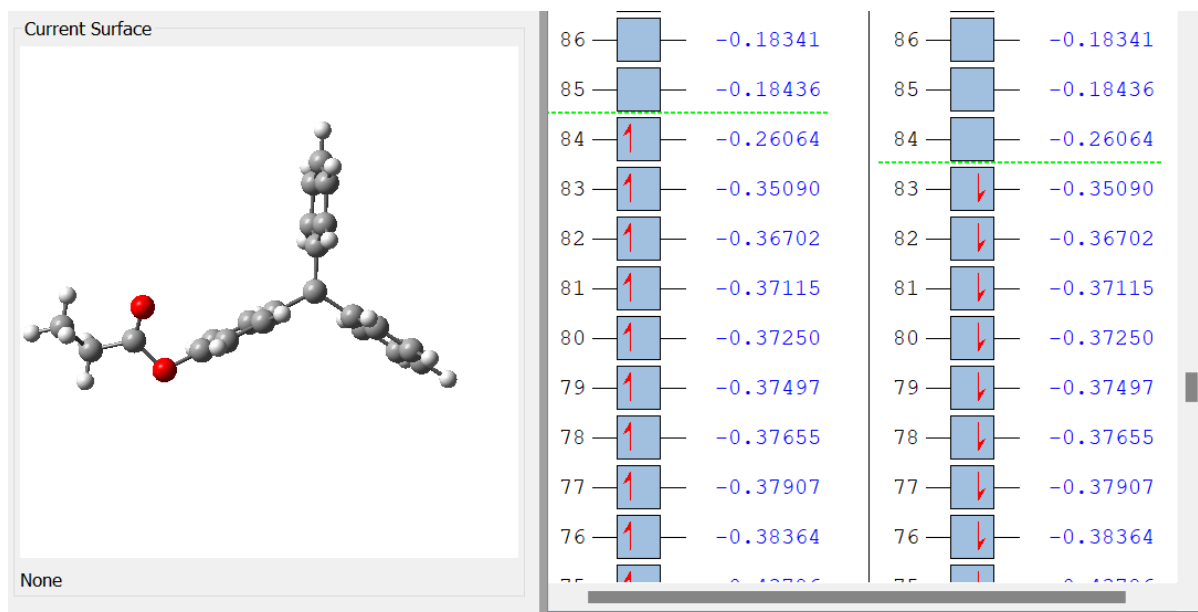 Current Surface
86 -0.18341 86 -0.18341
85 -0.18436 85 -0.18436
84 -0.26064 84 -0.26064
83 -0.35090 83 -0.35090
82 -0.36702 82 -0.36702
81 -0.37115 81 -0.37115
80 -0.37250 80 -0.37250
79 -0.37497 79 -0.37497
78 -0.37655 78 -0.37655
77 -0.37907 77 -0.37907
76 -0.38364 76 -0.38364
None